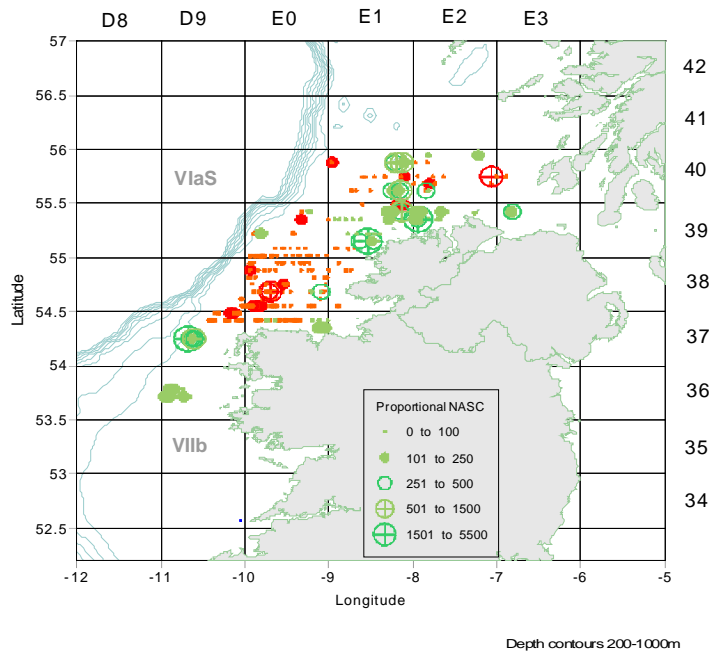 D8 D9 E0 E1 E2 E3
57
42
56.5
41
56
VIaS
40
55.5
39
55
38
54.5
37
54
36
53.5
VIIb
35
53
34
52.5
Latitude
Proportional NASC
0 to 100
101 to 250
251 to 500
501 to 1500
1501 to 5500
-12 -11 -10 -9 -8 -7 -6 -5
Longitude
Depth contours 200-1000m